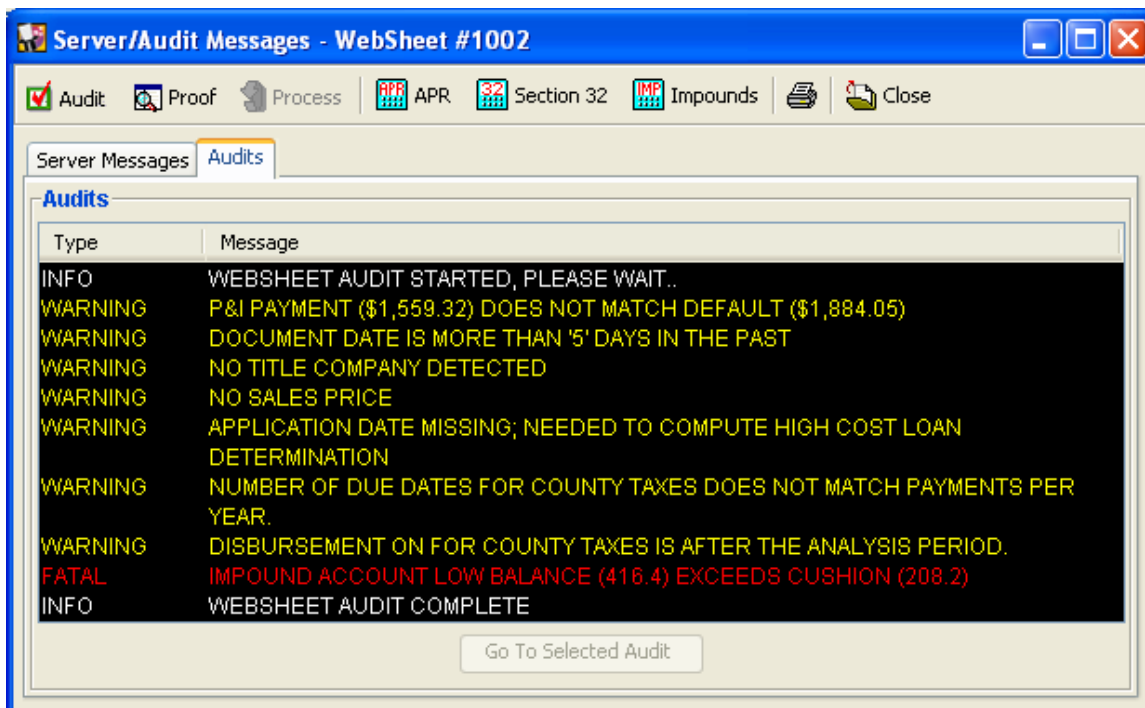 Server/Audit Messages - WebSheet #1002
Audit Proof Process APR APR 32 Section 32 IMP Impounds Close
Server Messages Audits
Audits
Type Message
INFO WEBSHEET AUDIT STARTED, PLEASE WAIT..
WARNING P&I PAYMENT ($1,559.32) DOES NOT MATCH DEFAULT ($1,884.05)
WARNING DOCUMENT DATE IS MORE THAN '5' DAYS IN THE PAST
WARNING NO TITLE COMPANY DETECTED
WARNING NO SALES PRICE
WARNING APPLICATION DATE MISSING; NEEDED TO COMPUTE HIGH COST LOAN
DETERMINATION
WARNING NUMBER OF DUE DATES FOR COUNTY TAXES DOES NOT MATCH PAYMENTS PER
YEAR.
WARNING DISBURSEMENT ON FOR COUNTY TAXES IS AFTER THE ANALYSIS PERIOD.
FATAL IMPOUND ACCOUNT LOW BALANCE (416.4) EXCEEDS CUSHION (208.2)
INFO WEBSHEET AUDIT COMPLETE
Go To Selected Audit